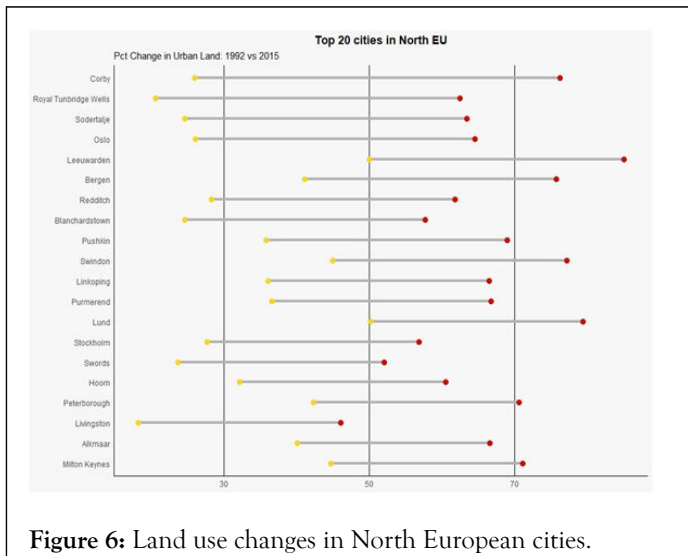 Top 20 cities in North EU
Pct Change in Urban Land: 1992 vs 2015
Corby
Royal Tunbridge Wells
Sodertalje
Oslo
Leeuwarden
Bergen
Redditch
Blanchardstown
Pushkin
Swindon
Linkoping
Purmerend
Lund
Stockholm
Swords
Hoorn
Peterborough
Livingston
Alkmaar
Milton Keynes
30 50 70
Figure 6: Land use changes in North European cities.